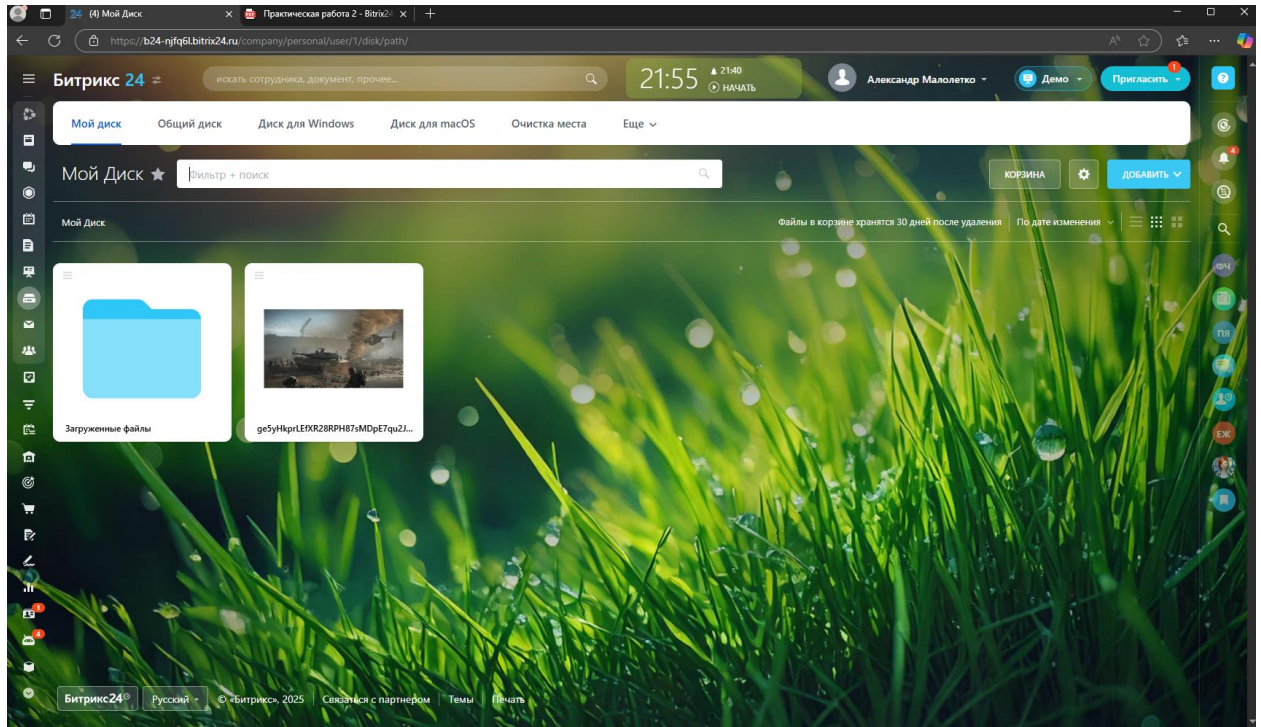 (4) Мой Диск
Практическая работа 2 - Bitrix24
https://b24-njfq6l.bitrix24.ru/company/personal/user/1/disk/path/
Битрикс 24
искать сотрудника, документ, прочее...
21:55
21:40
НАЧАТЬ
Александр Малолетко
Демо
Пригласить
1
Мой диск Общий диск Диск для Windows Диск для macOS Очистка места Еще
4
Мой Диск
Фильтр + поиск
КОРЗИНА
ДОБАВИТЬ
Мой Диск
Файлы в корзине хранятся 30 дней после удаления
По дате изменения
ФЧ
ПЯ
ЕЖ
Загруженные файлы
ge5yHkprLEfXR28RPH87sMDpE7qu2J...
1
4
Битрикс24
Русский
© «Битрикс», 2025
Связаться с партнером
Темы
Печать